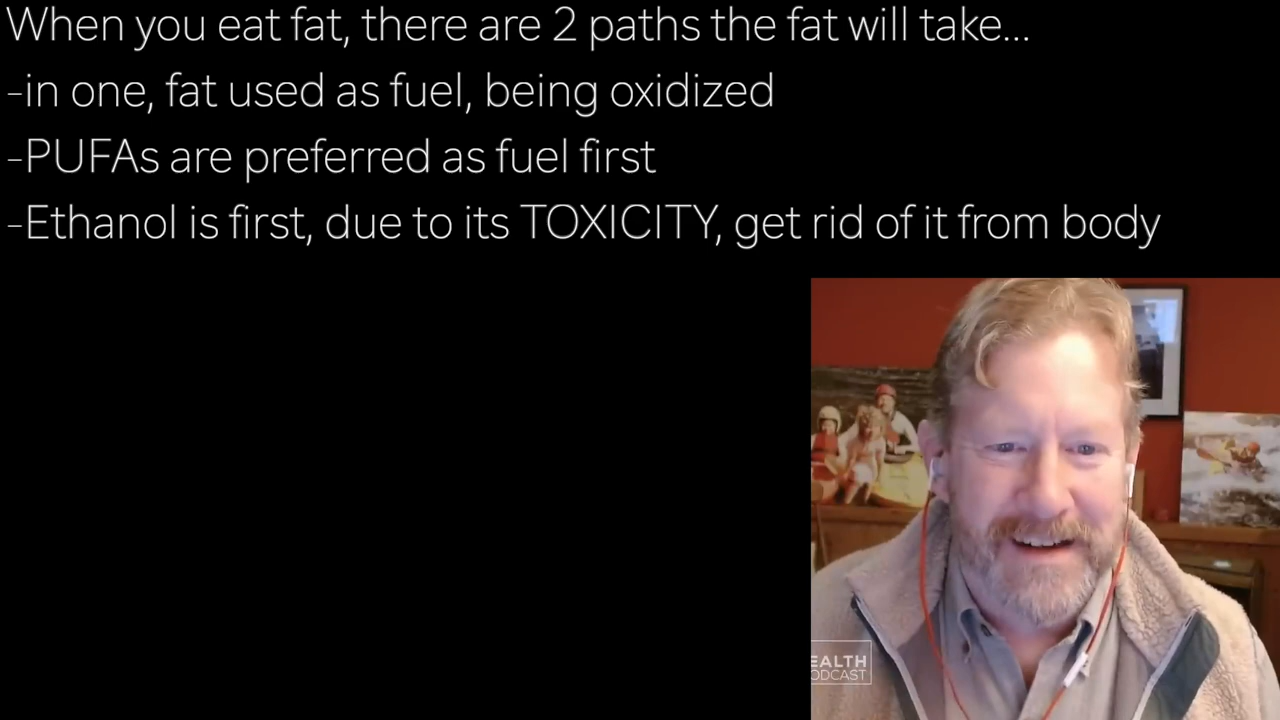 When you eat fat, there are 2 paths the fat will take...
-in one, fat used as fuel, being oxidized
-PUFAs are preferred as fuel first
-Ethanol is first, due to its TOXICITY, get rid of it from body
EALTH
ODCAST